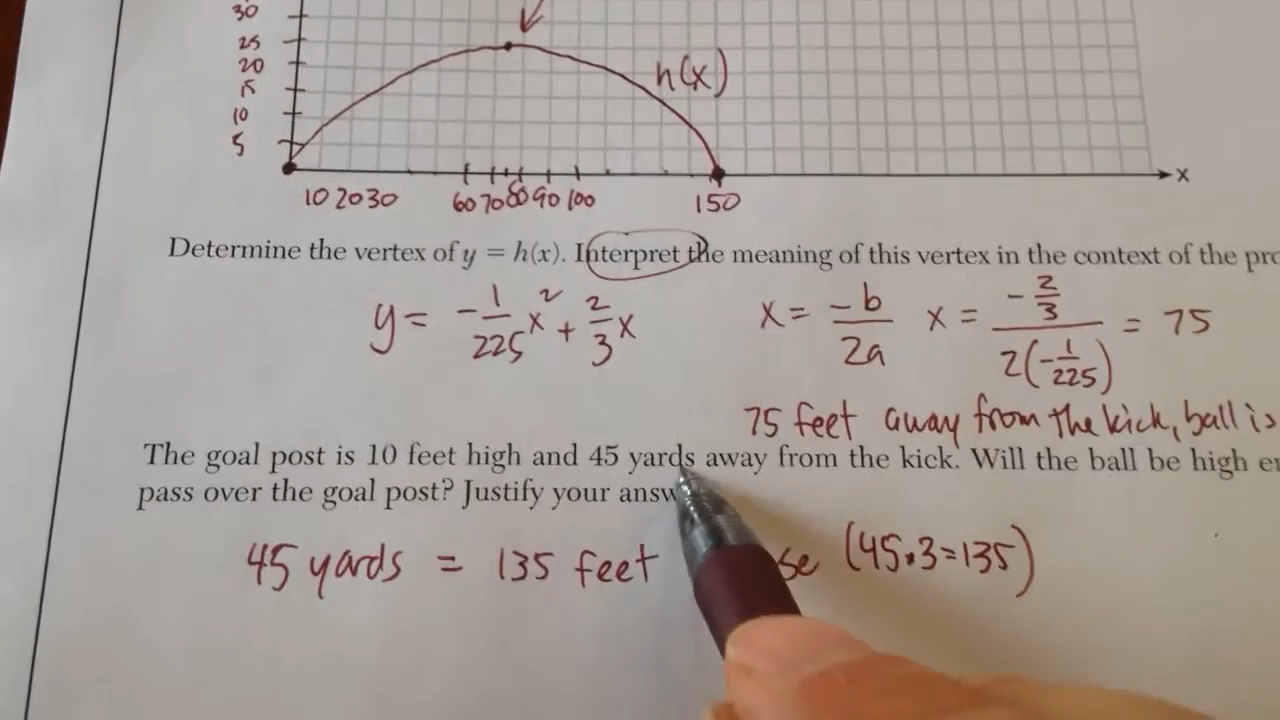 30
25
20
15
10
5
h(x)
x
10 20 30 60 70 80 90 100 150
Determine the vertex of y = h(x). Interpret the meaning of this vertex in the context of the
y = -1/225 x² + 2/3 x
x = -b/2a x = -2/3 / 2(-1/225) = 75
75 feet away from the kick, ball is
The goal post is 10 feet high and 45 yards away from the kick. Will the ball be high
pass over the goal post? Justify your
45 yards = 135 feet (45·3=135)